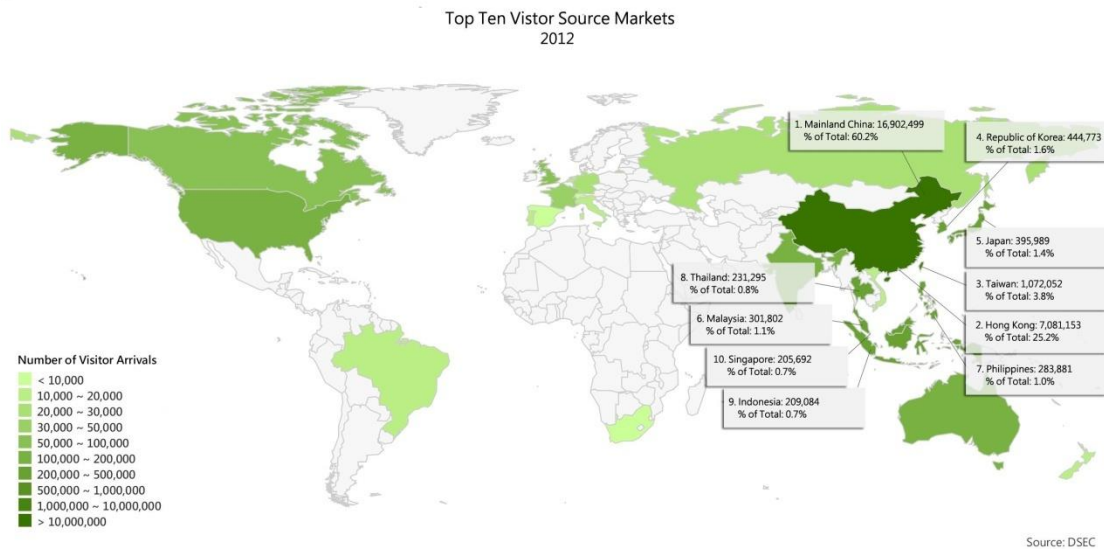 Top Ten Vistor Source Markets
2012
1. Mainland China: 16,902,499
% of Total: 60.2%
4. Republic of Korea: 444,773
% of Total: 1.6%
5. Japan: 395,989
% of Total: 1.4%
8. Thailand: 231,295
% of Total: 0.8%
3. Taiwan: 1,072,052
% of Total: 3.8%
6. Malaysia: 301,802
% of Total: 1.1%
2. Hong Kong: 7,081,153
% of Total: 25.2%
10. Singapore: 205,692
% of Total: 0.7%
7. Philippines: 283,881
% of Total: 1.0%
9. Indonesia: 209,084
% of Total: 0.7%
Number of Visitor Arrivals
< 10,000
10,000 ~ 20,000
20,000 ~ 30,000
30,000 ~ 50,000
50,000 ~ 100,000
100,000 ~ 200,000
200,000 ~ 500,000
500,000 ~ 1,000,000
1,000,000 ~ 10,000,000
> 10,000,000
Source: DSEC